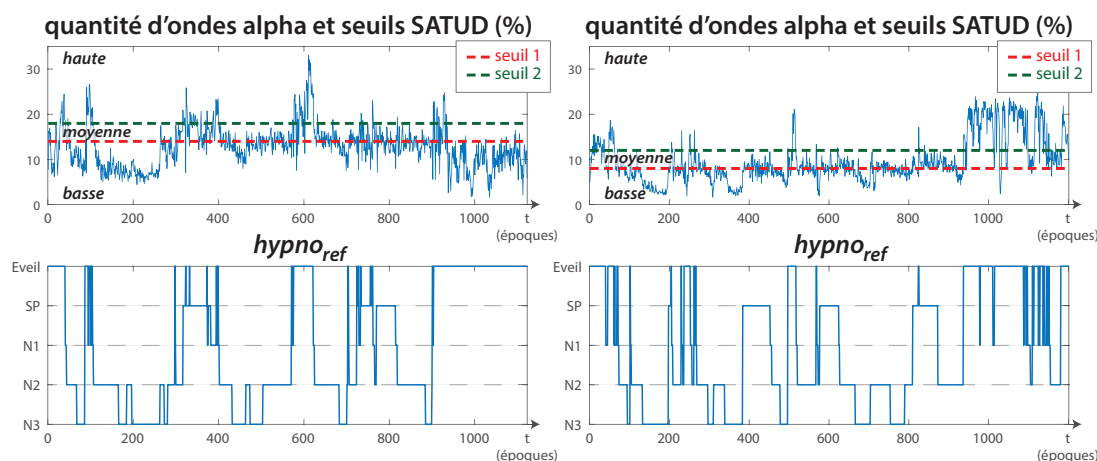 quantité d'ondes alpha et seuils SATUD (%)
haute
seuil 1
seuil 2
moyenne
basse
30
20
10
0
0 200 400 600 800 1000 t
(époques)
hypno_ref
Eveil
SP
N1
N2
N3
0 200 400 600 800 1000 t
(époques)
quantité d'ondes alpha et seuils SATUD (%)
haute
seuil 1
seuil 2
moyenne
basse
30
20
10
0
0 200 400 600 800 1000 t
(époques)
hypno_ref
Eveil
SP
N1
N2
N3
0 200 400 600 800 1000 t
(époques)